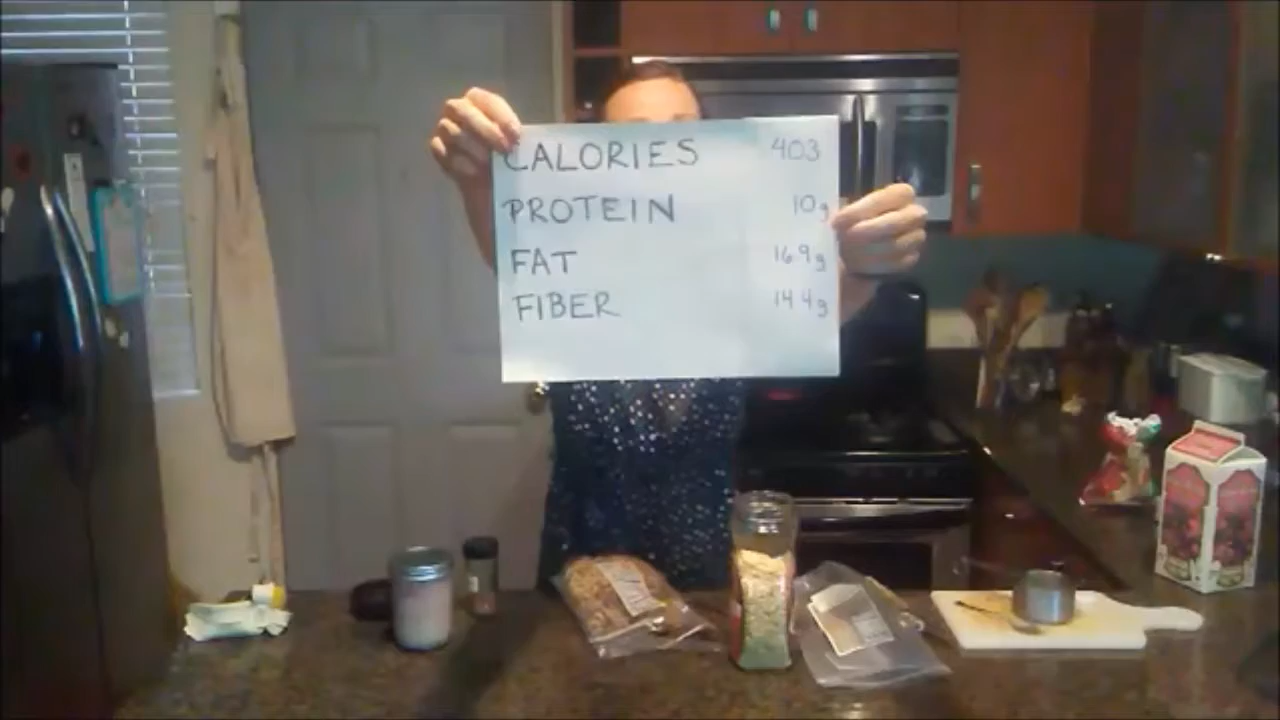 CALORIES 403
PROTEIN 10g
FAT 16.9g
FIBER 14.4g